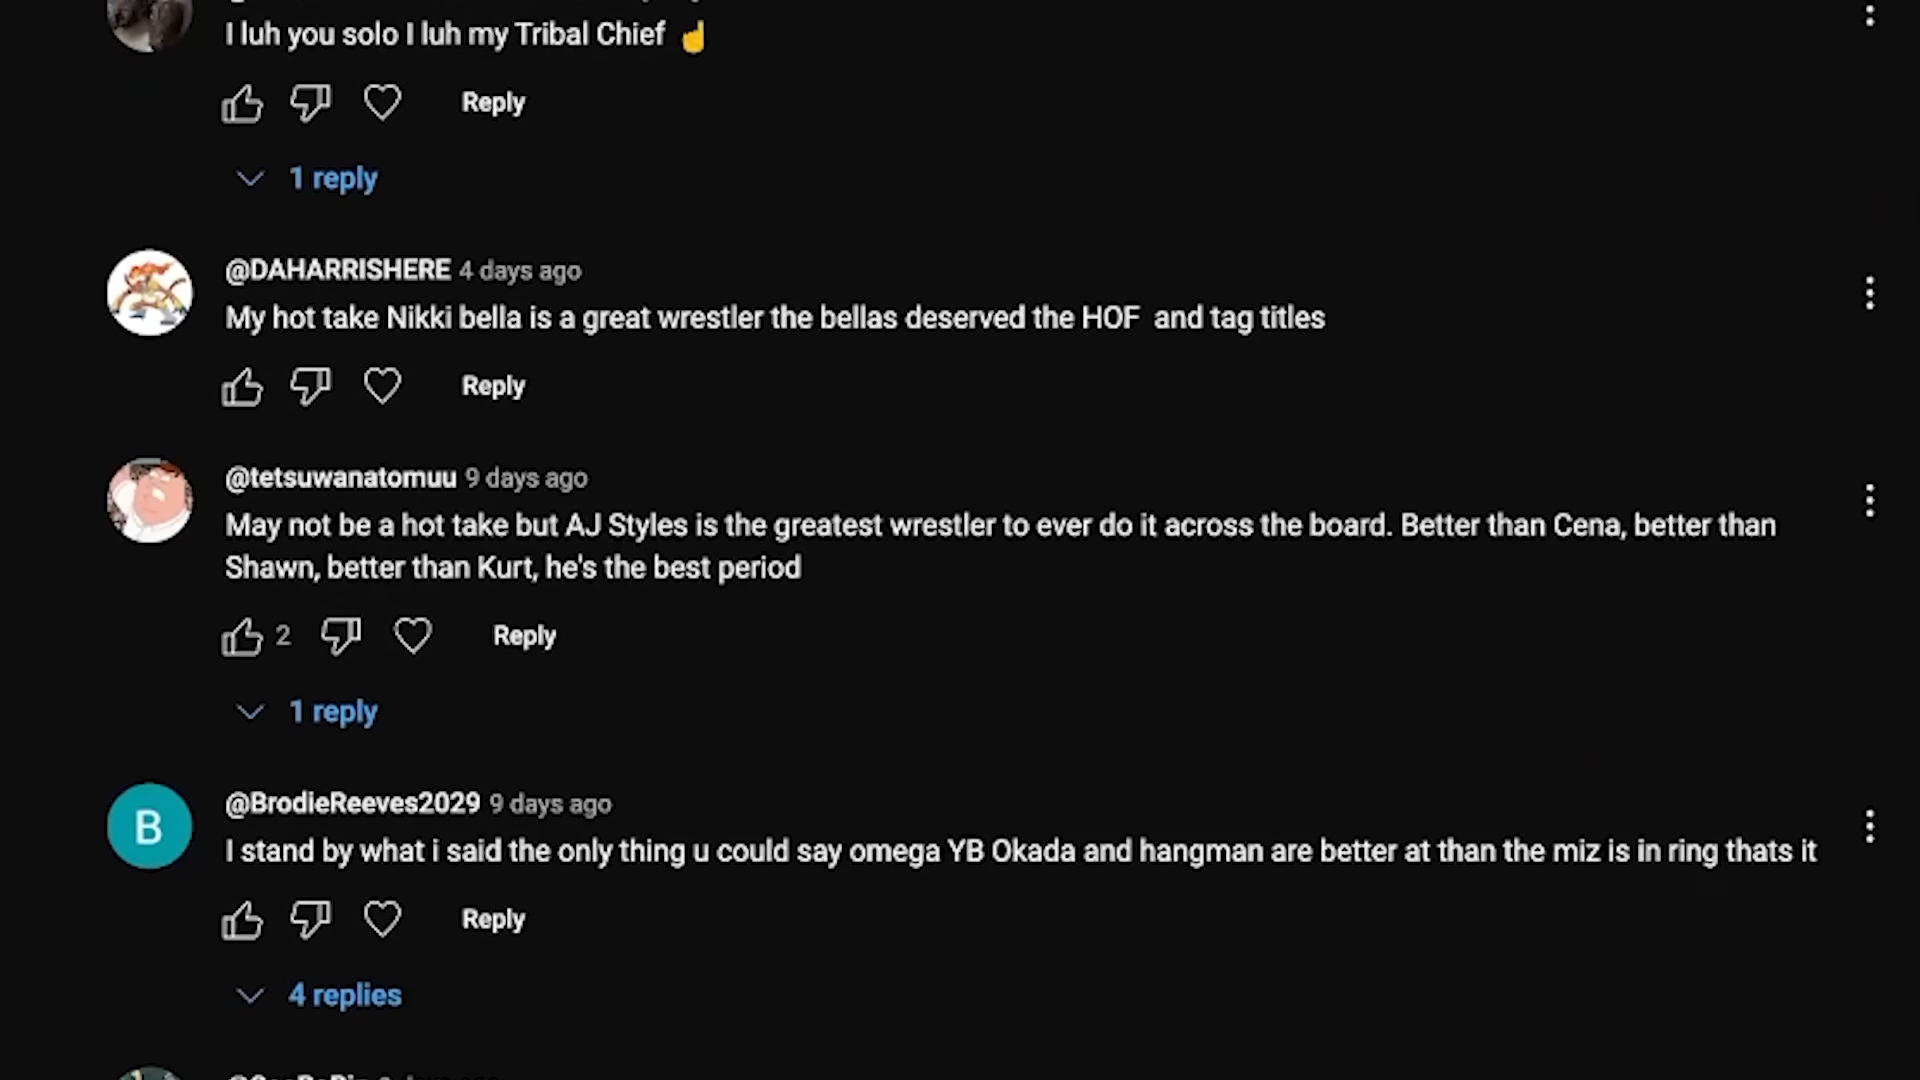 I luh you solo I luh my Tribal Chief ☝
Reply
1 reply
@DAHARRISHERE 4 days ago
My hot take Nikki bella is a great wrestler the bellas deserved the HOF and tag titles
Reply
@tetsuwanatomuu 9 days ago
May not be a hot take but AJ Styles is the greatest wrestler to ever do it across the board. Better than Cena, better than
Shawn, better than Kurt, he's the best period
2 Reply
1 reply
B
@BrodieReeves2029 9 days ago
I stand by what i said the only thing u could say omega YB Okada and hangman are better at than the miz is in ring thats it
Reply
4 replies